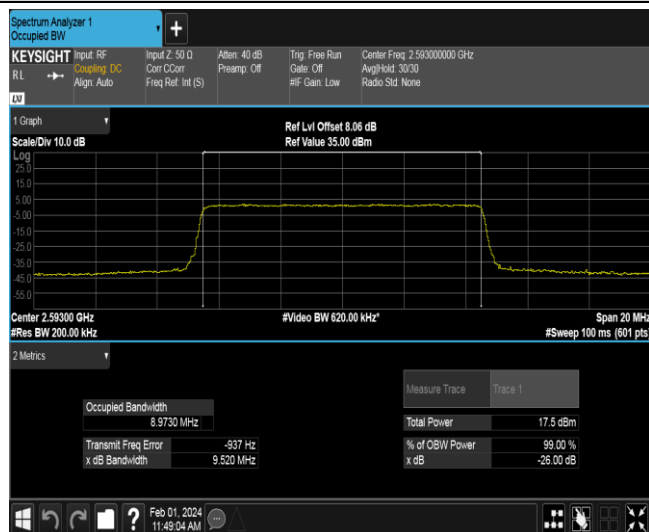 Spectrum Analyzer 1
Occupied BW
KEYSIGHT Input: RF Input Z: 50 Ω Atten: 40 dB Trig: Free Run Center Freq: 2.593000000 GHz
RL Coupling: DC Corr CCorr Preamp: Off Gate: Off Avg|Hold: 30/30
Align: Auto Freq Ref: Int (S) #IF Gain: Low Radio Std: None
LXI
1 Graph
Ref Lvl Offset 8.06 dB
Scale/Div 10.0 dB Ref Value 35.00 dBm
Log
25.0
15.0
5.00
-5.00
-15.0
-25.0
-35.0
-45.0
-55.0
Center 2.59300 GHz #Video BW 620.00 kHz* Span 20 MHz
#Res BW 200.00 kHz #Sweep 100 ms (601 pts)
2 Metrics
Measure Trace Trace 1
Occupied Bandwidth
8.9730 MHz Total Power 17.5 dBm
Transmit Freq Error -937 Hz % of OBW Power 99.00 %
x dB Bandwidth 9.520 MHz x dB -26.00 dB
? Feb 01, 2024
11:49:04 AM